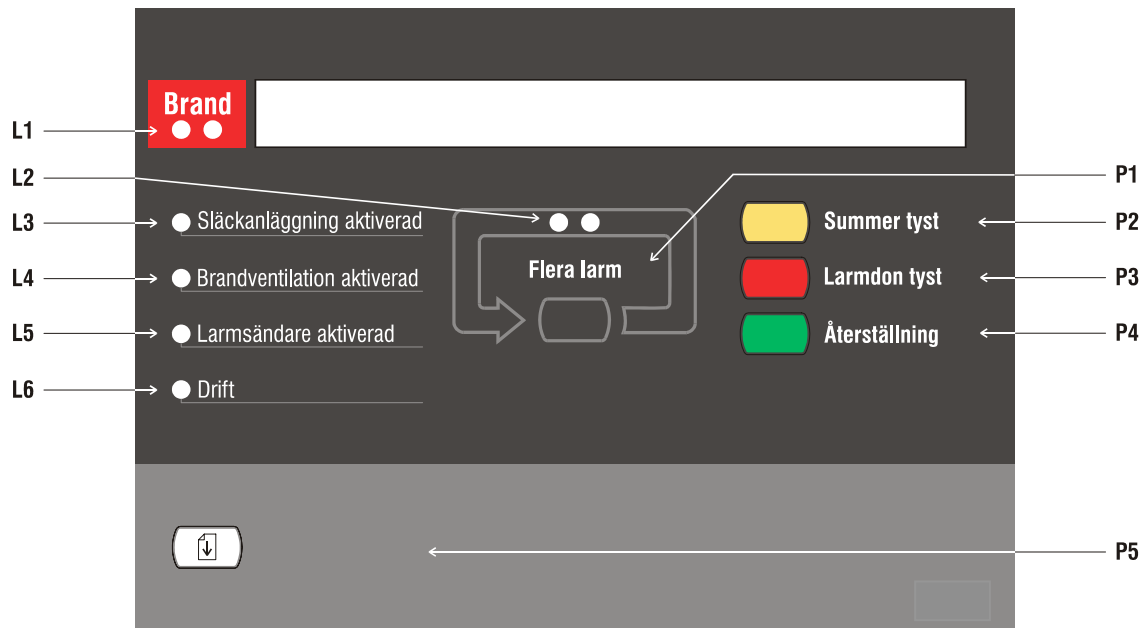 Brand
L1
L2
P1
L3
Släckanläggning aktiverad
Summer tyst
P2
L4
Brandventilation aktiverad
Flera larm
Larmdon tyst
P3
L5
Larmsändare aktiverad
Återställning
P4
L6
Drift
P5